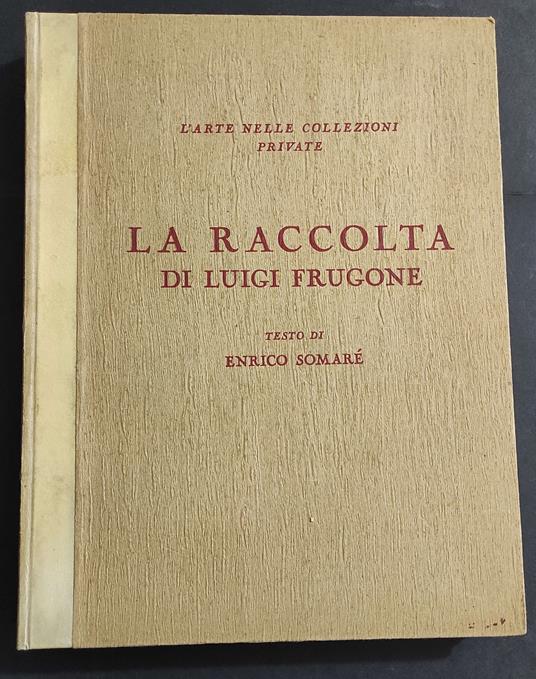 L'ARTE NELLE COLLEZIONI
PRIVATE
LA RACCOLTA
DI LUIGI FRUGONE
TESTO DI
ENRICO SOMARÉ